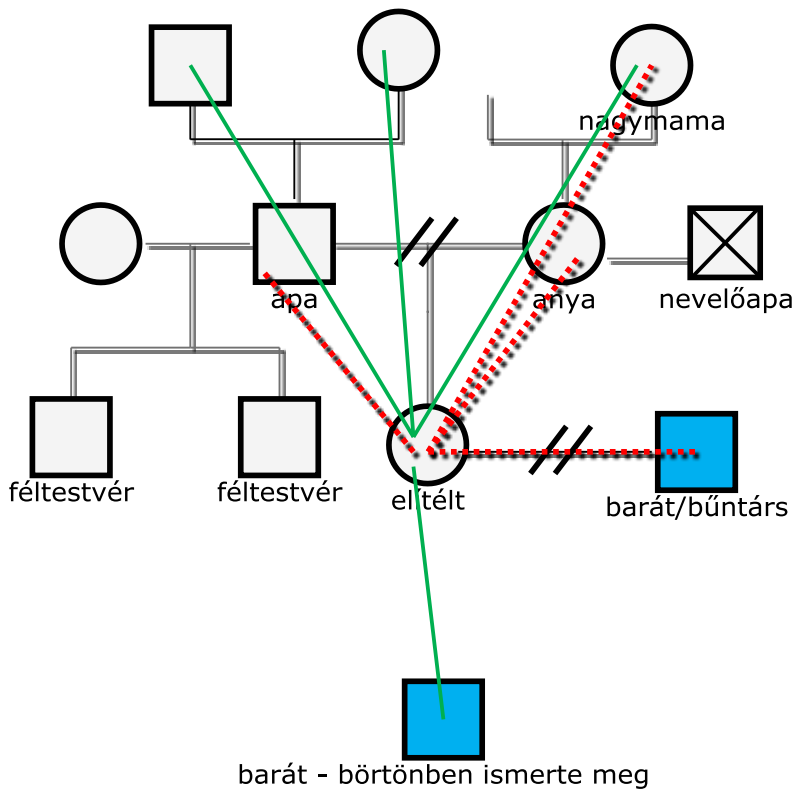 nagymama
apa
anya
nevelőapa
féltestvér
féltestvér
elítélt
barát/bűntárs
barát - börtönben ismerte meg